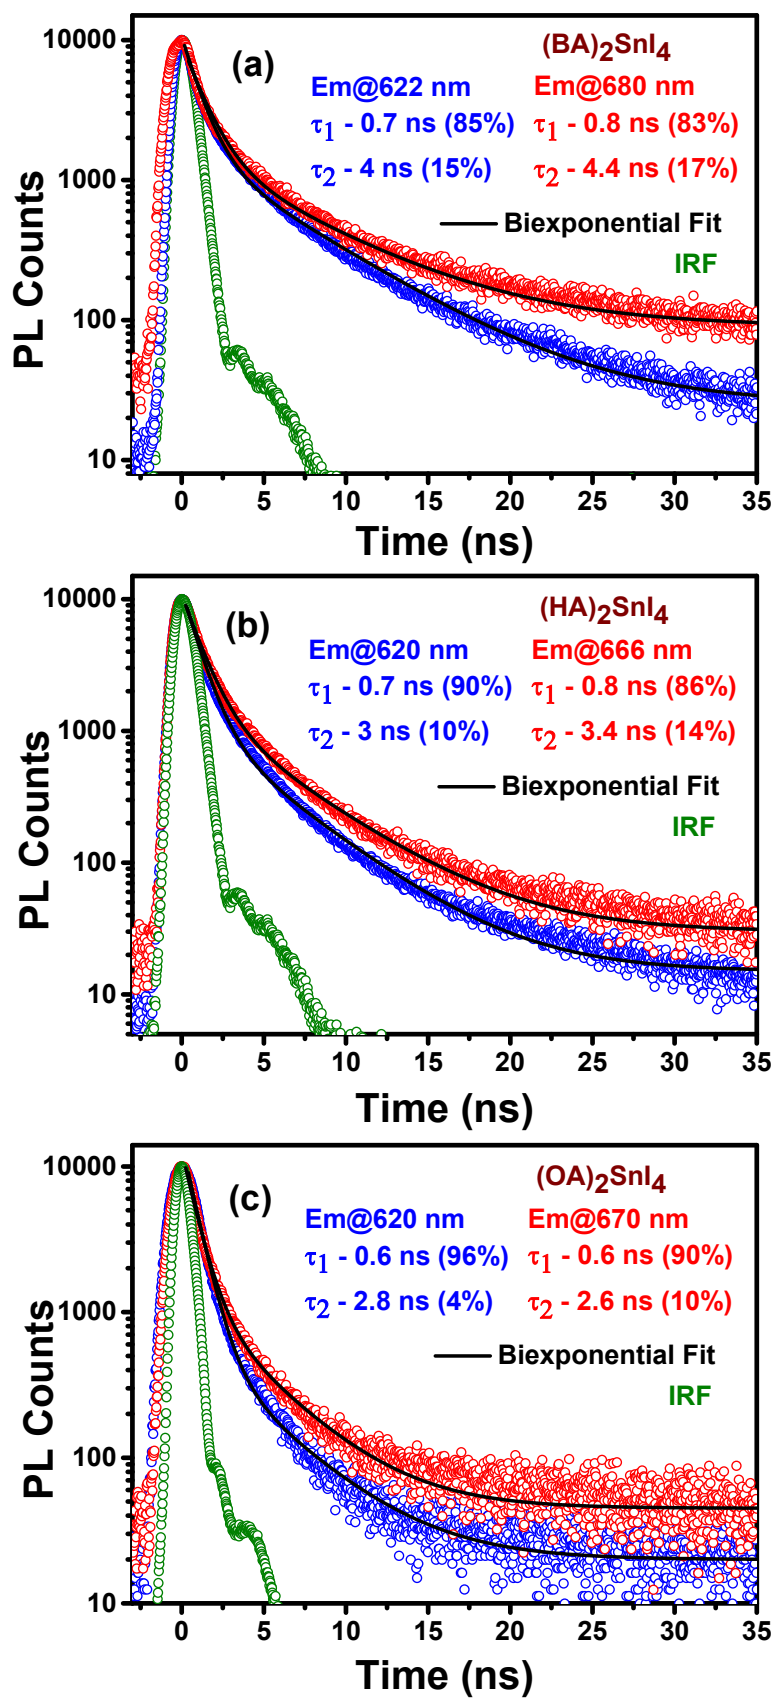 (a)
(BA)₂SnI₄
Em@622 nm Em@680 nm
τ₁ - 0.7 ns (85%) τ₁ - 0.8 ns (83%)
τ₂ - 4 ns (15%) τ₂ - 4.4 ns (17%)
Biexponential Fit
IRF
10000
1000
100
10
PL Counts
0 5 10 15 20 25 30 35
Time (ns)
(b)
(HA)₂SnI₄
Em@620 nm Em@666 nm
τ₁ - 0.7 ns (90%) τ₁ - 0.8 ns (86%)
τ₂ - 3 ns (10%) τ₂ - 3.4 ns (14%)
Biexponential Fit
IRF
10000
1000
100
10
PL Counts
0 5 10 15 20 25 30 35
Time (ns)
(c)
(OA)₂SnI₄
Em@620 nm Em@670 nm
τ₁ - 0.6 ns (96%) τ₁ - 0.6 ns (90%)
τ₂ - 2.8 ns (4%) τ₂ - 2.6 ns (10%)
Biexponential Fit
IRF
10000
1000
100
10
PL Counts
0 5 10 15 20 25 30 35
Time (ns)